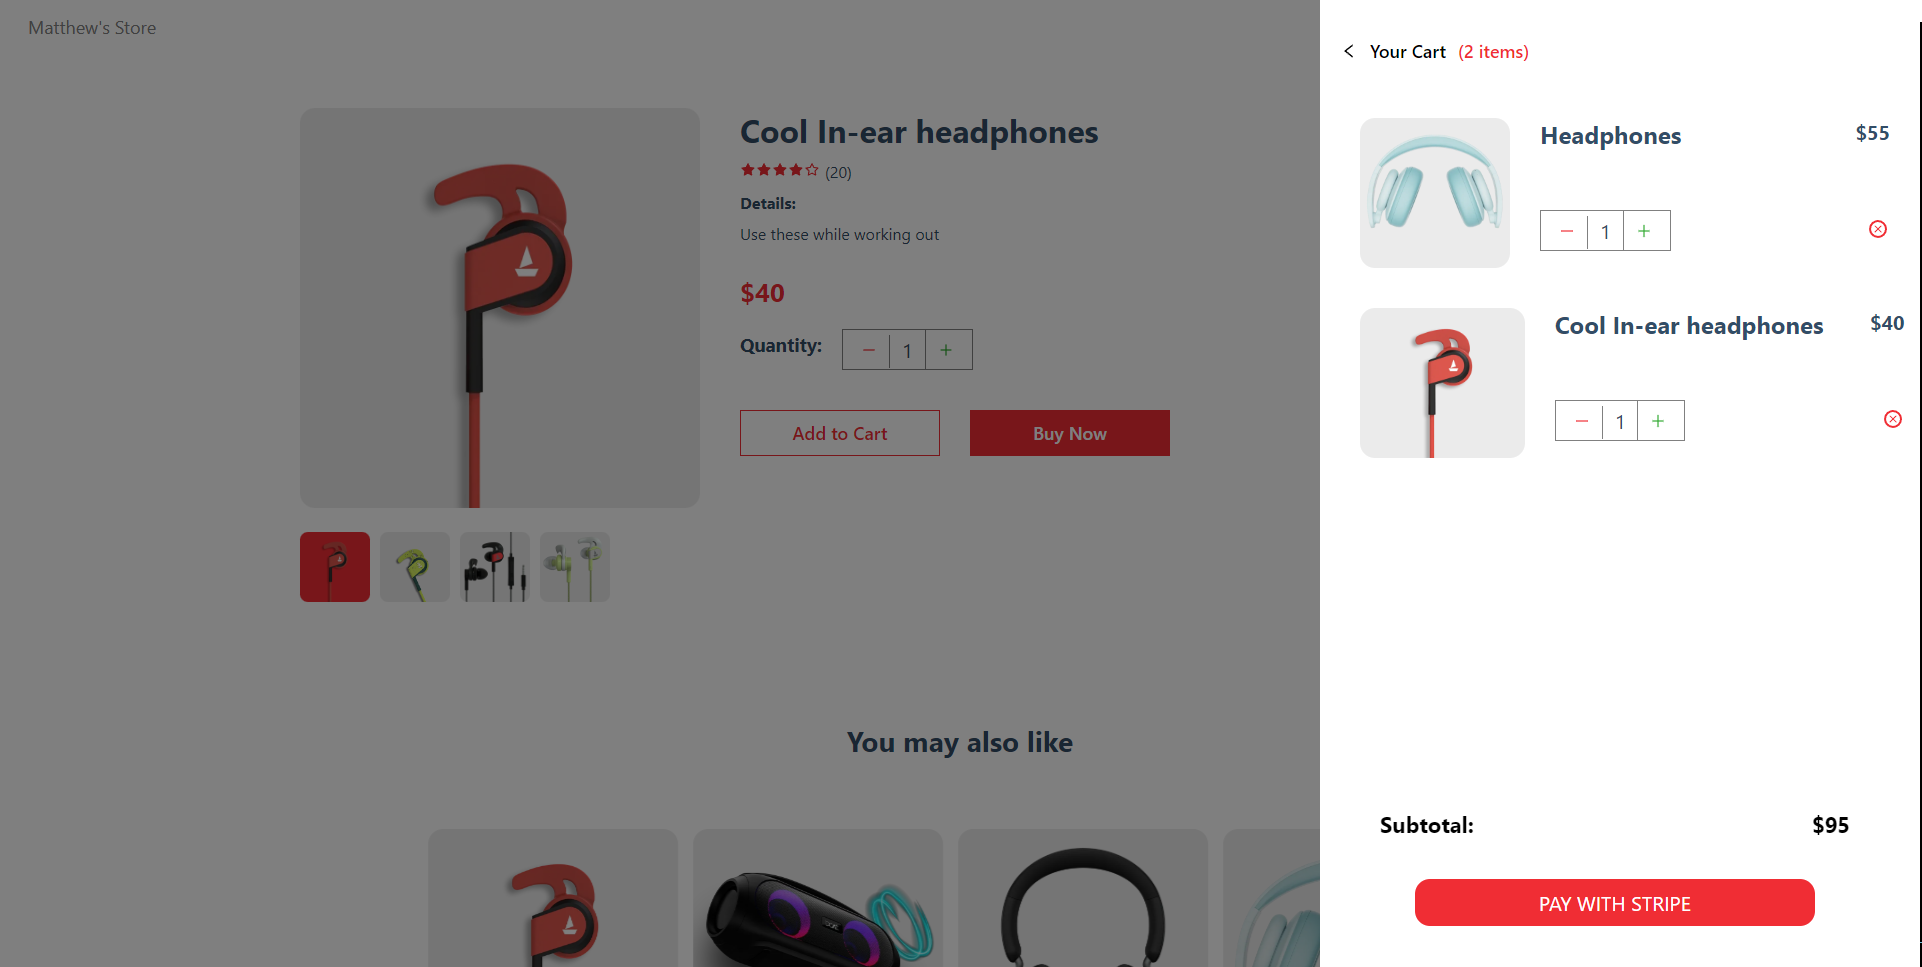 Matthew's Store
Cool In-ear headphones
(20)
Details:
Use these while working out
$40
Quantity: − 1 +
Add to Cart Buy Now
You may also like
Your Cart (2 items)
Headphones $55
− 1 +
Cool In-ear headphones $40
− 1 +
Subtotal: $95
PAY WITH STRIPE